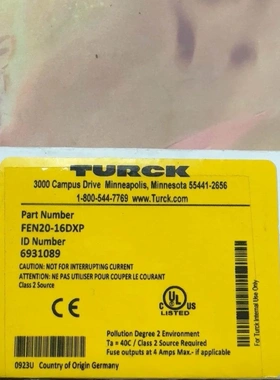 TURCK
3000 Campus Drive Minneapolis, Minnesota 55441-2656
1-800-544-7769 www.Turck.com
Part Number
FEN20-16DXP
ID Number
6931089
CAUTION: NOT FOR INTERRUPTING CURRENT
ATTENTION: NE PAS UTILISER POUR COUPER LE COURANT
Class 2 Source
CE
C UL US
LISTED
For Turck Internal Use Only
Pollution Degree 2 Environment
Ta = 40C / Class 2 Source Required
Fuse outputs at 4 Amps Max.- if applicable
0923U Country of Origin Germany